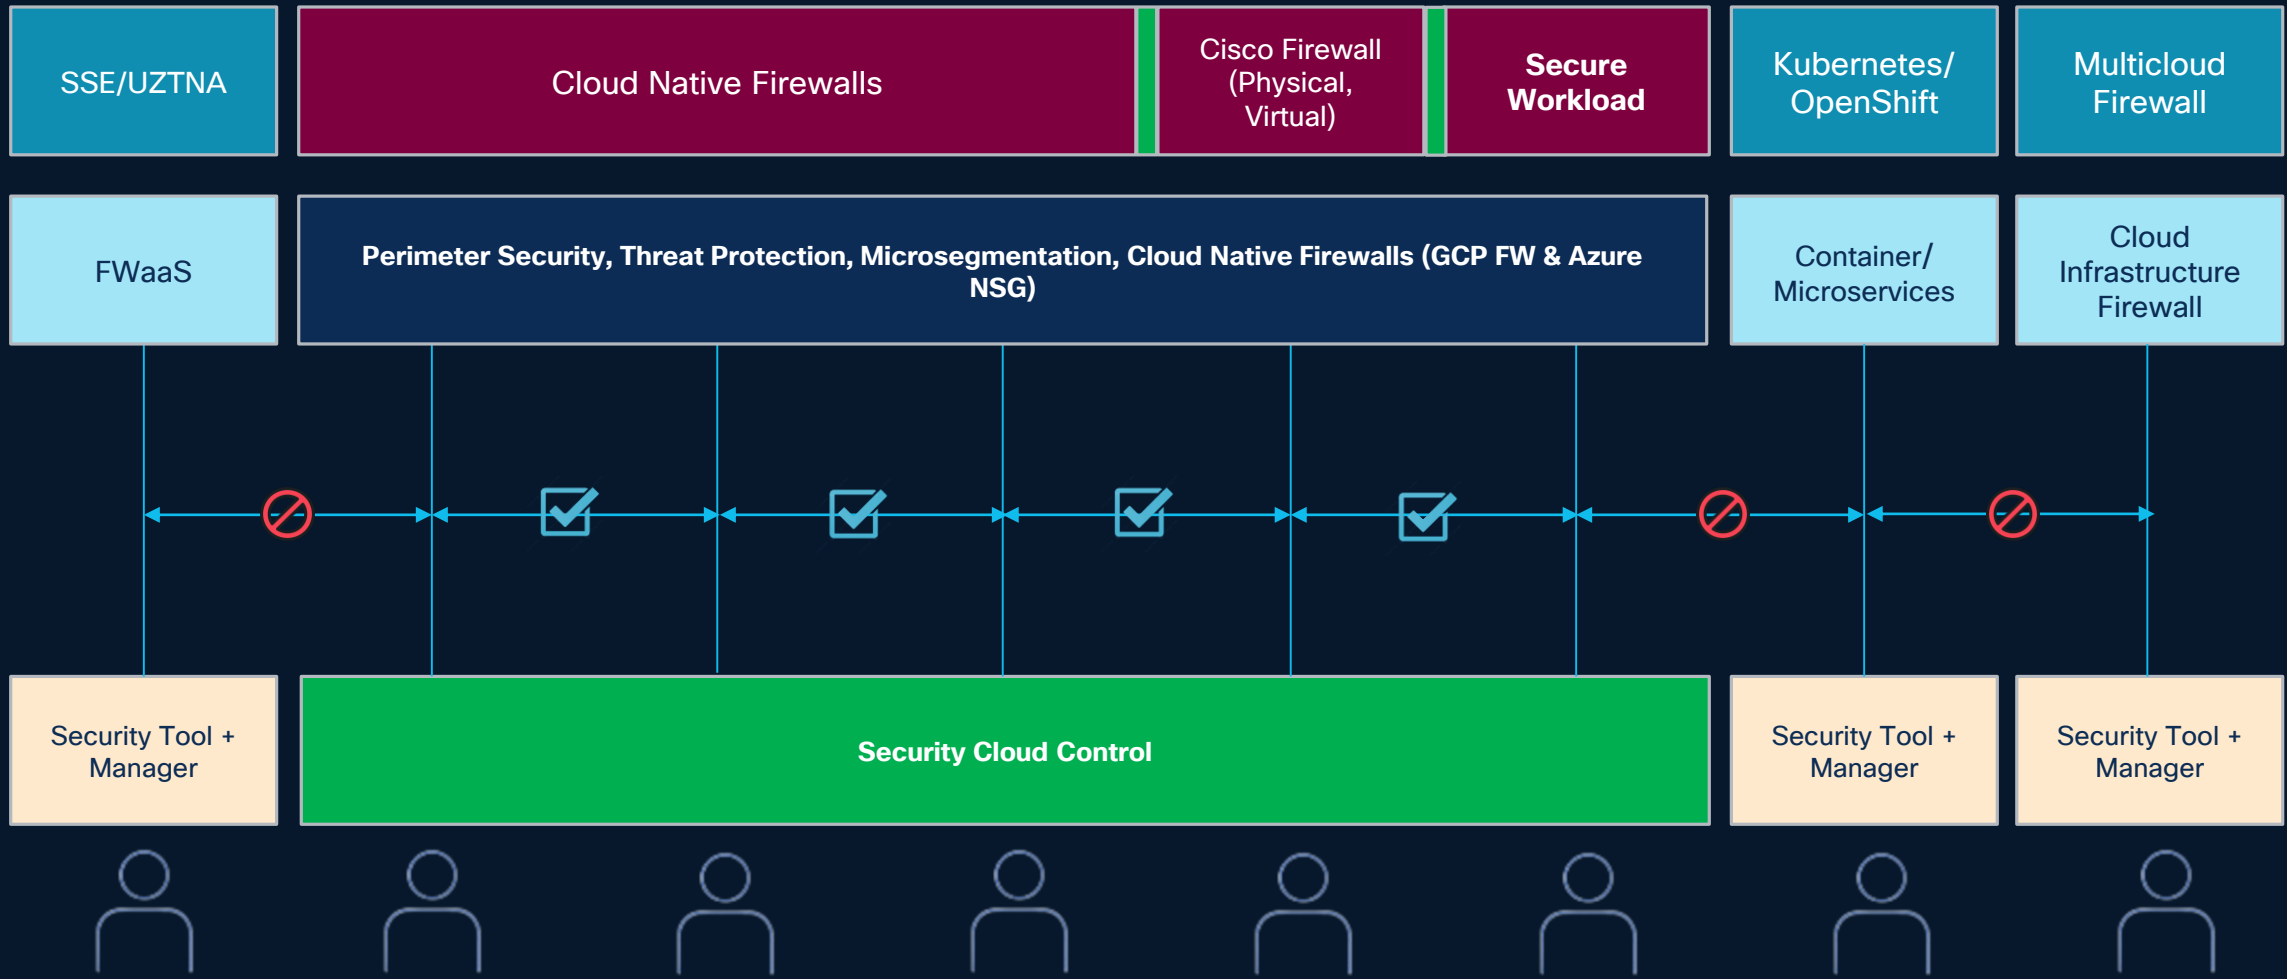 SSE/UZTNA
Cloud Native Firewalls
Cisco Firewall
(Physical,
Virtual)
Secure
Workload
Kubernetes/
OpenShift
Multicloud
Firewall
FWaaS
Perimeter Security, Threat Protection, Microsegmentation, Cloud Native Firewalls (GCP FW & Azure
NSG)
Container/
Microservices
Cloud
Infrastructure
Firewall
Security Tool +
Manager
Security Cloud Control
Security Tool +
Manager
Security Tool +
Manager